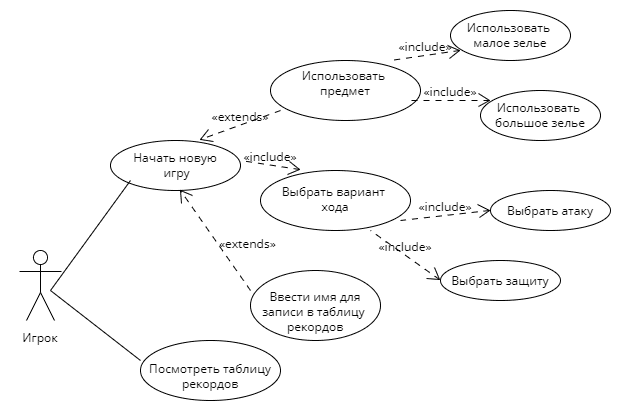 Использовать
малое зелье
«include»
Использовать
предмет
«include»
Использовать
большое зелье
«extends»
Начать новую
игру
«include»
Выбрать вариант
хода
«include»
Выбрать атаку
«include»
Выбрать защиту
«extends»
Ввести имя для
записи в таблицу
рекордов
Игрок
Посмотреть таблицу
рекордов